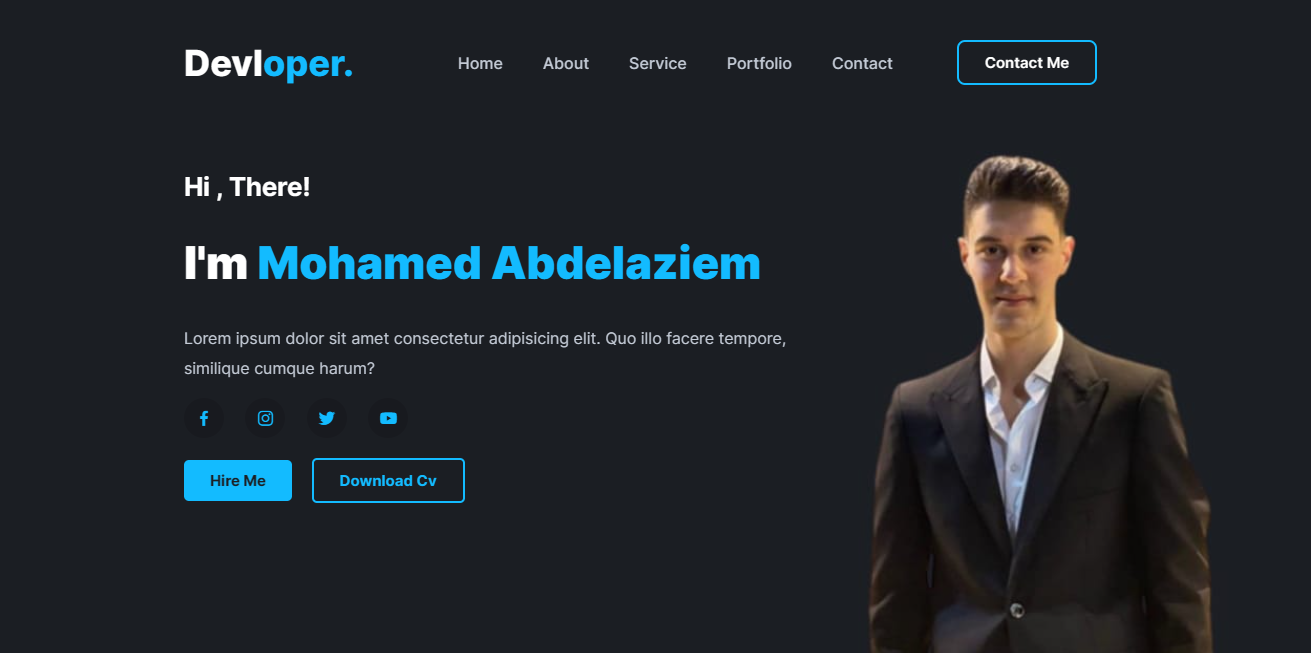 Devloper.
Home
About
Service
Portfolio
Contact
Contact Me
Hi , There!
I'm Mohamed Abdelaziem
Lorem ipsum dolor sit amet consectetur adipisicing elit. Quo illo facere tempore,
similique cumque harum?
Hire Me
Download Cv